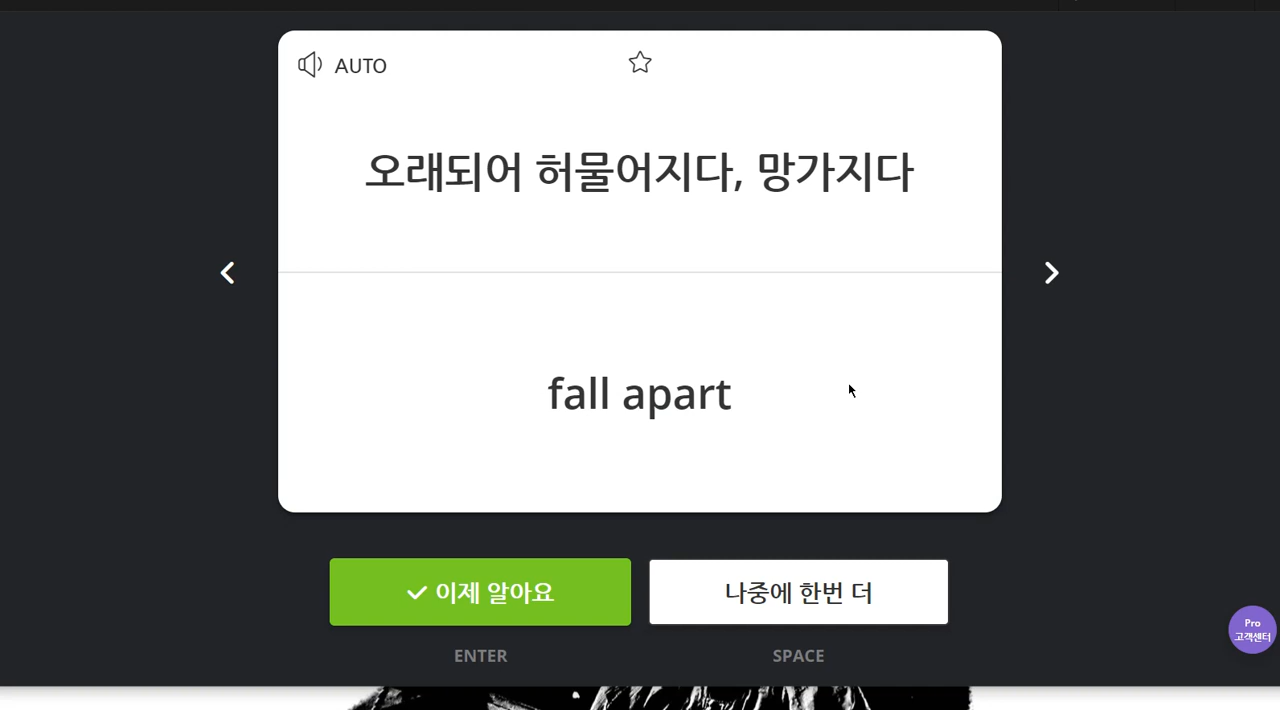 AUTO
오래되어 허물어지다, 망가지다
fall apart
이제 알아요
나중에 한번 더
ENTER
SPACE
Pro
고객센터